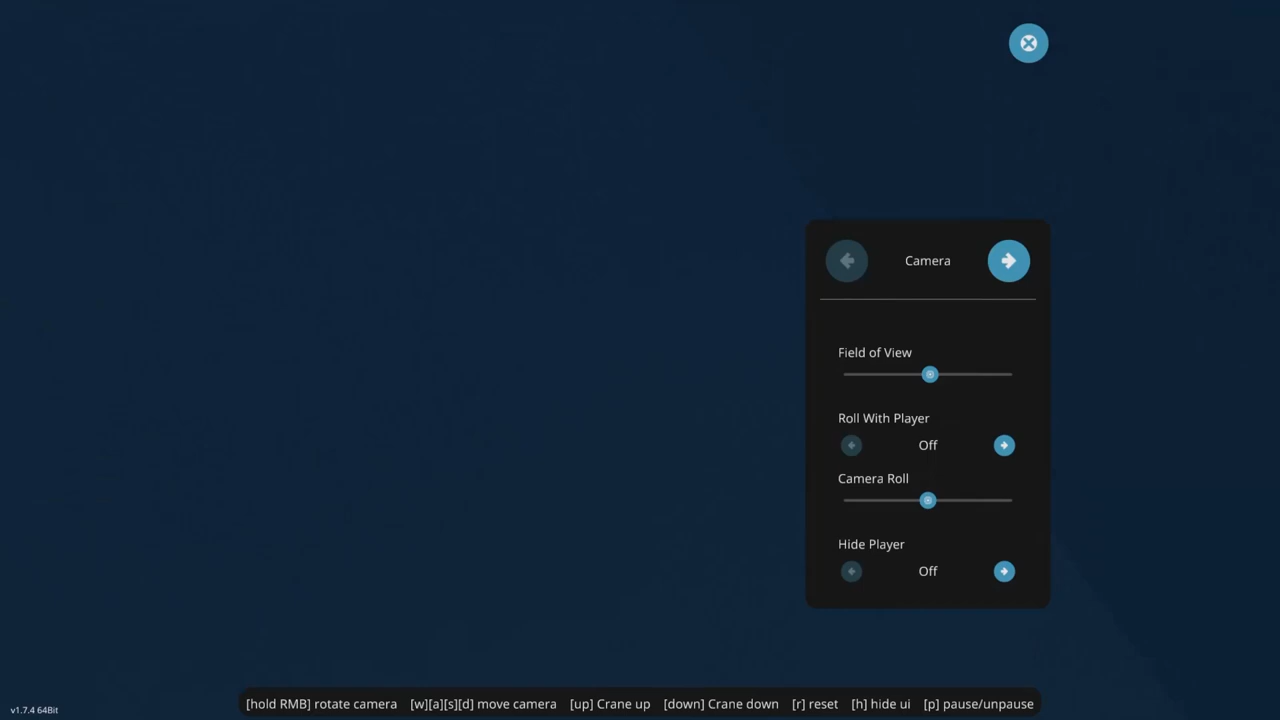 Camera
Field of View
Roll With Player
Off
Camera Roll
Hide Player
Off
v1.7.4 64Bit
[hold RMB] rotate camera [w][a][s][d] move camera [up] Crane up [down] Crane down [r] reset [h] hide ui [p] pause/unpause